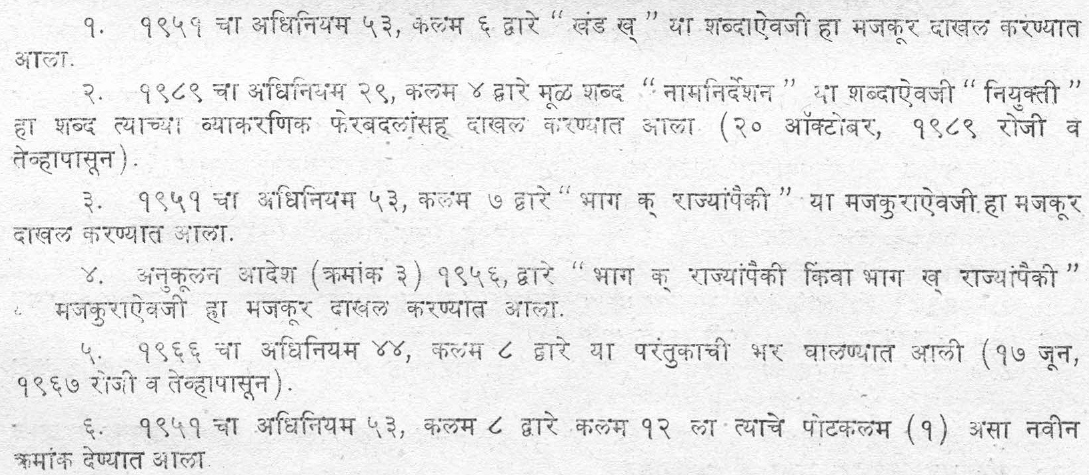 १. १९५१ चा अधिनियम ५३, कलम ६ द्वारे “ खंड ख् ” या शब्दाऐवजी हा मजकूर दाखल करण्यात
आला.
२. १९८९ चा अधिनियम २९, कलम ४ द्वारे मूळ शब्द “ नामनिर्देशन ” या शब्दाऐवजी “ नियुक्ती ”
हा शब्द त्याच्या व्याकरणिक फेरबदलांसह दाखल करण्यात आला (२० ऑक्टोबर, १९८९ रोजी व
तेव्हापासून).
३. १९५१ चा अधिनियम ५३, कलम ७ द्वारे “ भाग क् राज्यांपैकी ” या मजकुराऐवजी हा मजकूर
दाखल करण्यात आला.
४. अनुकूलन आदेश (क्रमांक ३) १९५६, द्वारे “ भाग क् राज्यांपैकी किंवा भाग ख् राज्यांपैकी ”
मजकुराऐवजी हा मजकूर दाखल करण्यात आला.
५. १९६६ चा अधिनियम ४४, कलम ८ द्वारे या परंतुकाची भर घालण्यात आली (१७ जून,
१९६७ रोजी व तेव्हापासून).
६. १९५१ चा अधिनियम ५३, कलम ८ द्वारे कलम १२ ला त्याचे पोटकलम (१) असा नवीन
क्रमांक देण्यात आला